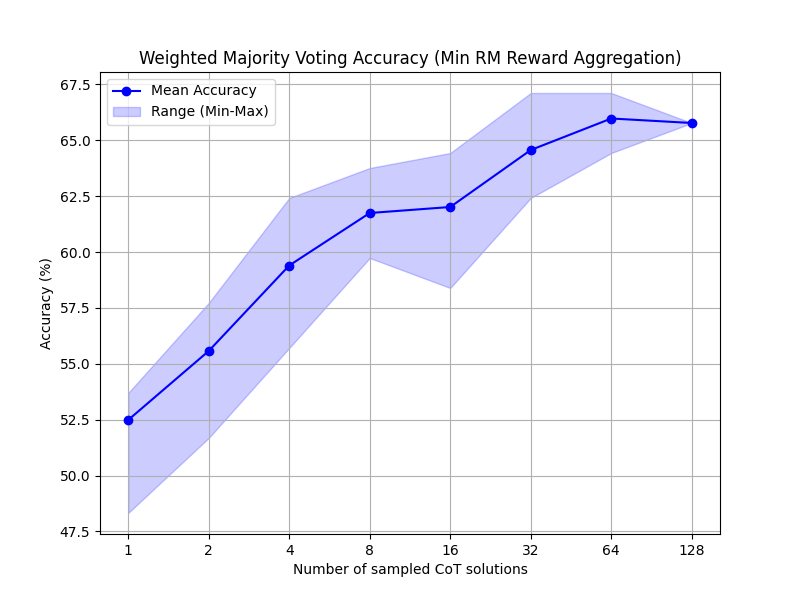 Weighted Majority Voting Accuracy (Min RM Reward Aggregation)
Mean Accuracy
Range (Min-Max)
67.5
65.0
62.5
60.0
57.5
55.0
52.5
50.0
47.5
Accuracy (%)
1 2 4 8 16 32 64 128
Number of sampled CoT solutions